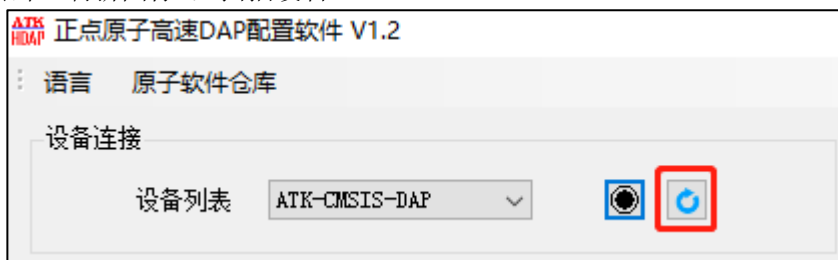 ATK
HDAP 正点原子高速DAP配置软件 V1.2
语言 原子软件仓库
设备连接
设备列表 ATK-CMSIS-DAP